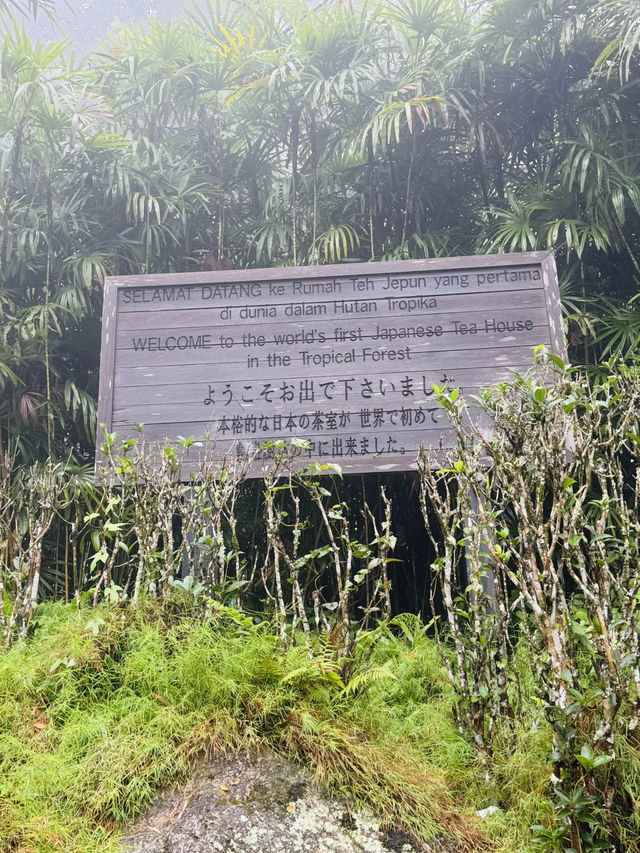 SELAMAT DATANG ke Rumah Teh Jepun yang pertama
di dunia dalam Hutan Tropika
WELCOME to the world's first Japanese Tea House
in the Tropical Forest
ようこそお出で下さいました。
本格的な日本の茶室が 世界で初めて
の中に出来ました。